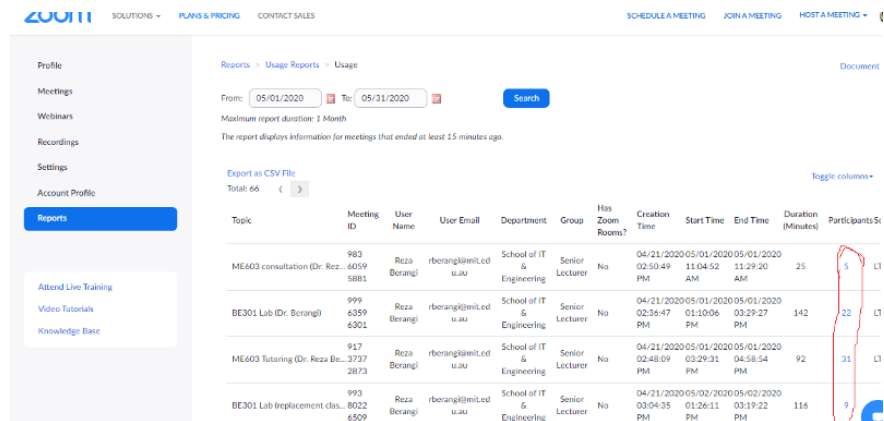 zoom SOLUTIONS PLANS & PRICING CONTACT SALES SCHEDULE A MEETING JOIN A MEETING HOST A MEETING
Profile
Meetings
Webinars
Recordings
Settings
Account Profile
Reports
Attend Live Training
Video Tutorials
Knowledge Base
Reports > Usage Reports > Usage
Document
From: 05/01/2020 To: 05/31/2020 Search
Maximum report duration: 1 Month
The report displays information for meetings that ended at least 15 minutes ago.
Export as CSV File
Toggle columns
Total: 66 < >
Topic Meeting ID User Name User Email Department Group Has Zoom Rooms? Creation Time Start Time End Time Duration (Minutes) Participants
ME603 consultation (Dr. Rez... 983 6059 5881 Reza Berangi rberangi@mit.edu.au School of IT & Engineering Senior Lecturer No 04/21/2020 02:50:49 PM 05/01/2020 11:04:52 AM 05/01/2020 11:29:20 AM 25 5
BE301 Lab (Dr. Berangi) 999 6359 6301 Reza Berangi rberangi@mit.edu.au School of IT & Engineering Senior Lecturer No 04/21/2020 02:36:47 PM 05/01/2020 01:10:06 PM 05/01/2020 03:29:27 PM 142 22
ME603 Tutoring (Dr. Reza Be... 917 3737 2873 Reza Berangi rberangi@mit.edu.au School of IT & Engineering Senior Lecturer No 04/21/2020 02:48:09 PM 05/01/2020 03:29:31 PM 05/01/2020 04:58:54 PM 92 31
BE301 Lab (replacement clas... 993 8022 6509 Reza Berangi rberangi@mit.edu.au School of IT & Engineering Senior Lecturer No 04/21/2020 03:04:35 PM 05/02/2020 01:26:11 PM 05/02/2020 03:19:22 PM 116 9